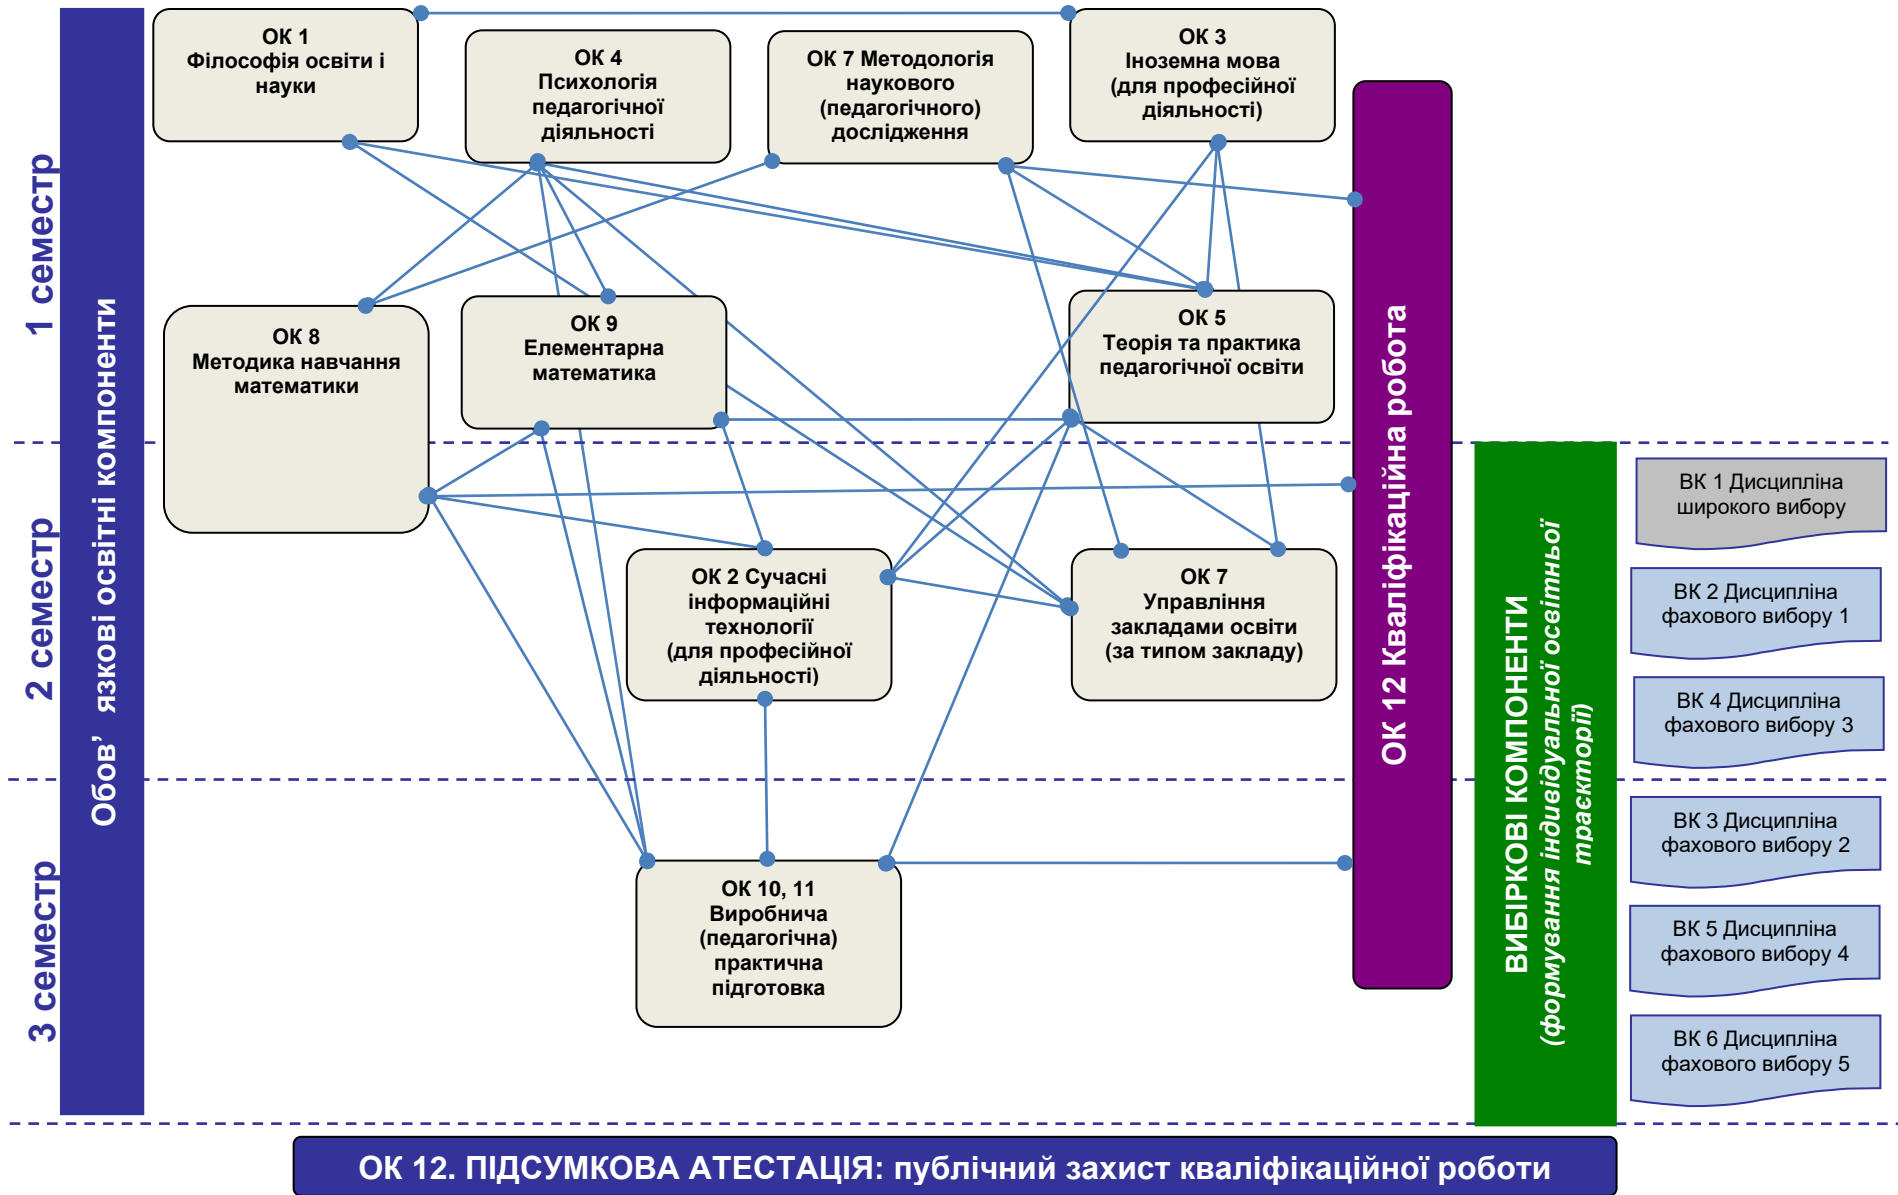 Обов’ язкові освітні компоненти
1 семестр
ОК 1
Філософія освіти і
науки
ОК 4
Психологія
педагогічної
діяльності
ОК 7 Методологія
наукового
(педагогічного)
дослідження
ОК 3
Іноземна мова
(для професійної
діяльності)
ОК 8
Методика навчання
математики
ОК 9
Елементарна
математика
ОК 5
Теорія та практика
педагогічної освіти
2 семестр
ОК 2 Сучасні
інформаційні
технології
(для професійної
діяльності)
ОК 7
Управління
закладами освіти
(за типом закладу)
3 семестр
ОК 10, 11
Виробнича
(педагогічна)
практична
підготовка
ОК 12 Кваліфікаційна робота
ВИБІРКОВІ КОМПОНЕНТИ
(формування індивідуальної освітньої
траєкторії)
ВК 1 Дисципліна
широкого вибору
ВК 2 Дисципліна
фахового вибору 1
ВК 4 Дисципліна
фахового вибору 3
ВК 3 Дисципліна
фахового вибору 2
ВК 5 Дисципліна
фахового вибору 4
ВК 6 Дисципліна
фахового вибору 5
ОК 12. ПІДСУМКОВА АТЕСТАЦІЯ: публічний захист кваліфікаційної роботи